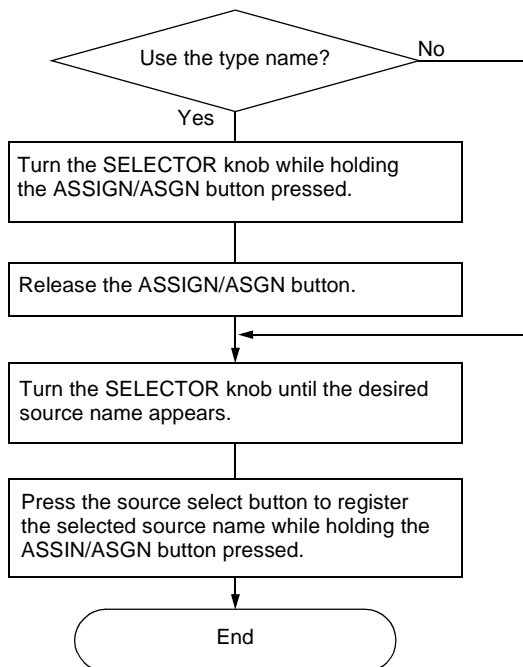 Use the type name?
No
Yes
Turn the SELECTOR knob while holding
the ASSIGN/ASGN button pressed.
Release the ASSIGN/ASGN button.
Turn the SELECTOR knob until the desired
source name appears.
Press the source select button to register
the selected source name while holding the
ASSIN/ASGN button pressed.
End